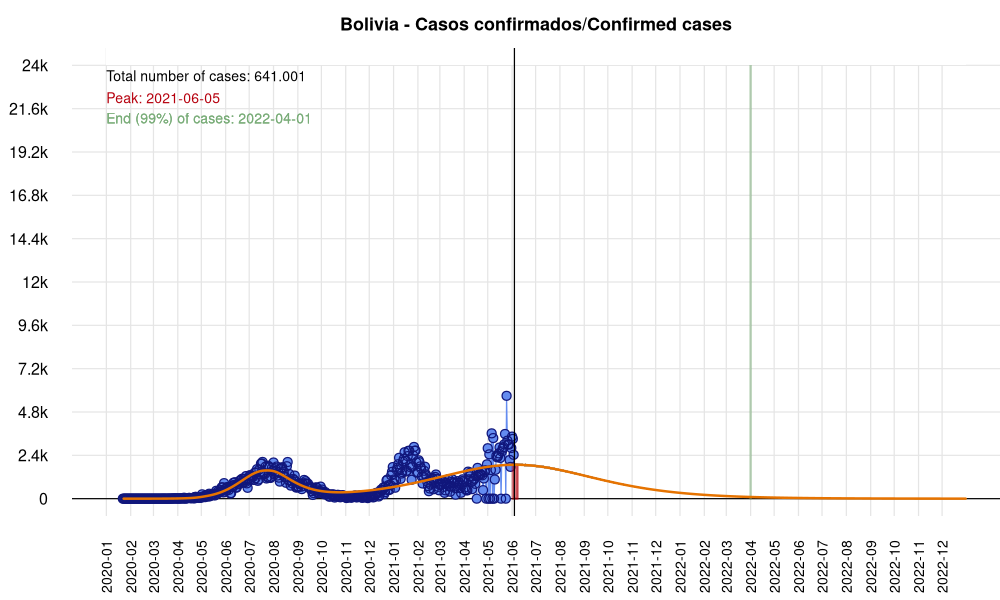 Bolivia - Casos confirmados/Confirmed cases
Total number of cases: 641.001
Peak: 2021-06-05
End (99%) of cases: 2022-04-01
24k
21.6k
19.2k
16.8k
14.4k
12k
9.6k
7.2k
4.8k
2.4k
0
2020-01
2020-02
2020-03
2020-04
2020-05
2020-06
2020-07
2020-08
2020-09
2020-10
2020-11
2020-12
2021-01
2021-02
2021-03
2021-04
2021-05
2021-06
2021-07
2021-08
2021-09
2021-10
2021-11
2021-12
2022-01
2022-02
2022-03
2022-04
2022-05
2022-06
2022-07
2022-08
2022-09
2022-10
2022-11
2022-12